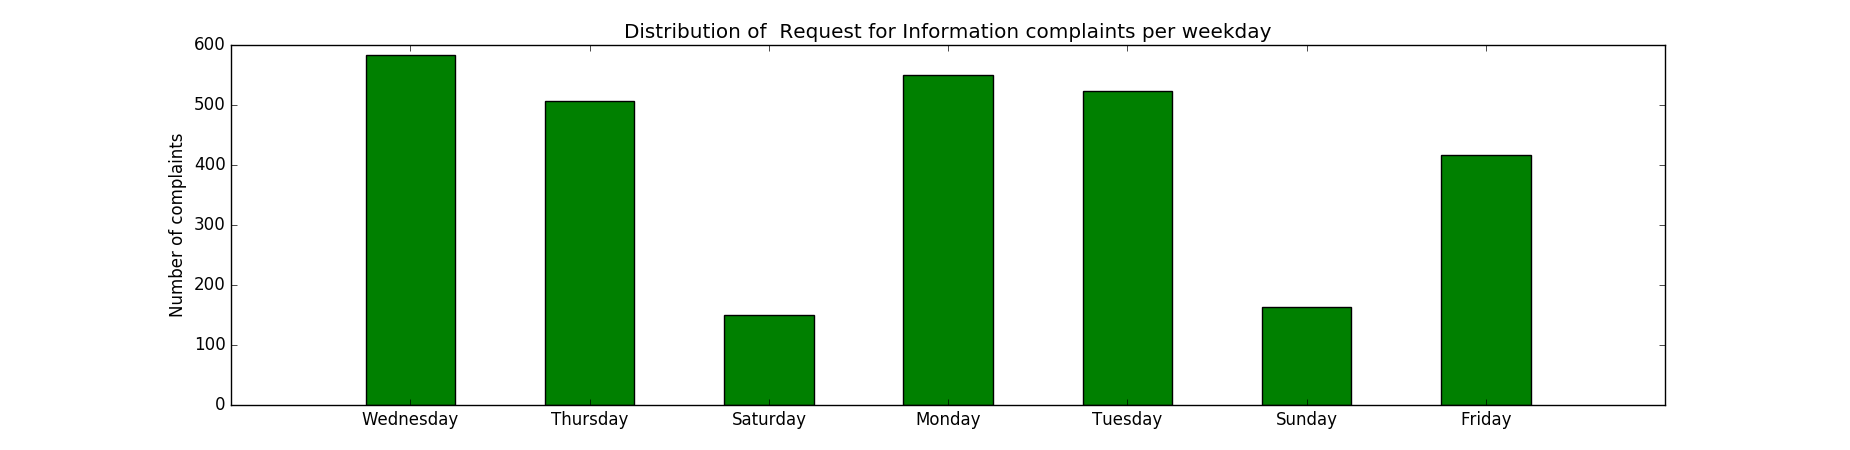 Distribution of  Request for Information complaints per weekday
Number of complaints
600
500
400
300
200
100
0
Wednesday Thursday Saturday Monday Tuesday Sunday Friday